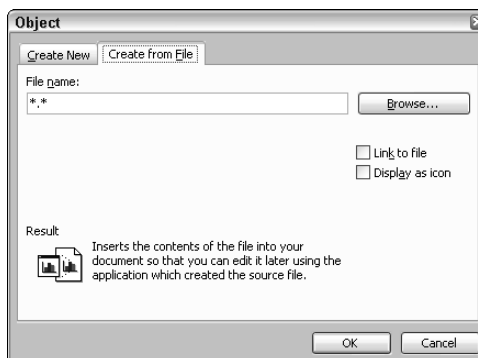 Object
Create New
Create from File
File name:
*.*
Browse...
Link to file
Display as icon
Result
Inserts the contents of the file into your
document so that you can edit it later using the
application which created the source file.
OK
Cancel